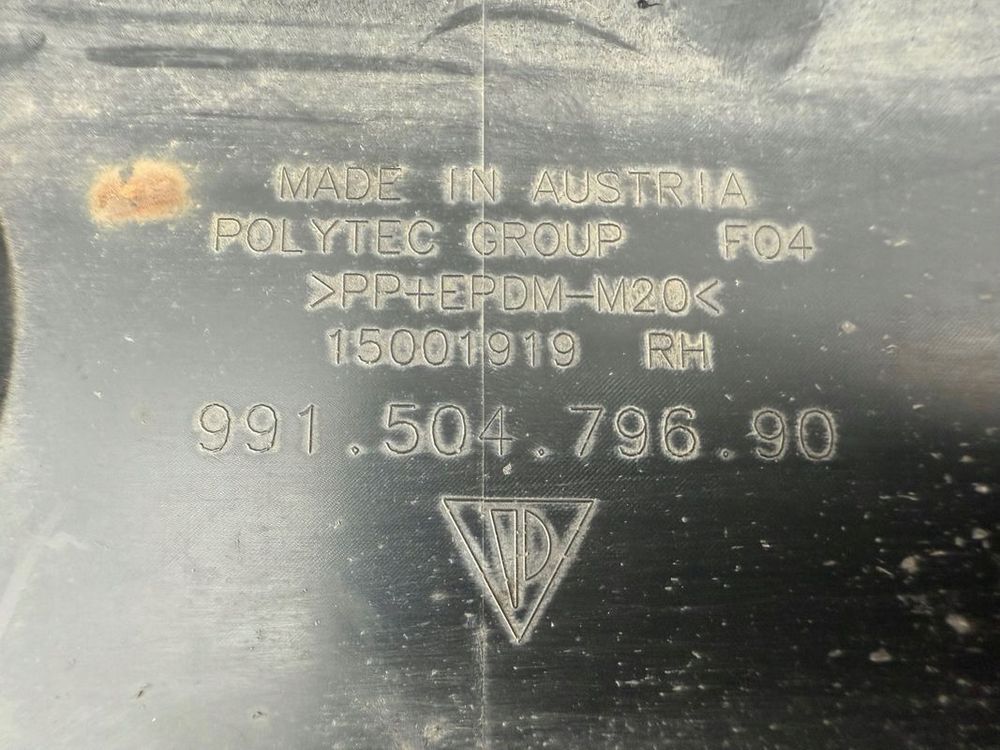 MADE IN AUSTRIA
POLYTEC GROUP F04
>PP+EPDM-M20<
15001919 RH
991.504.796.90